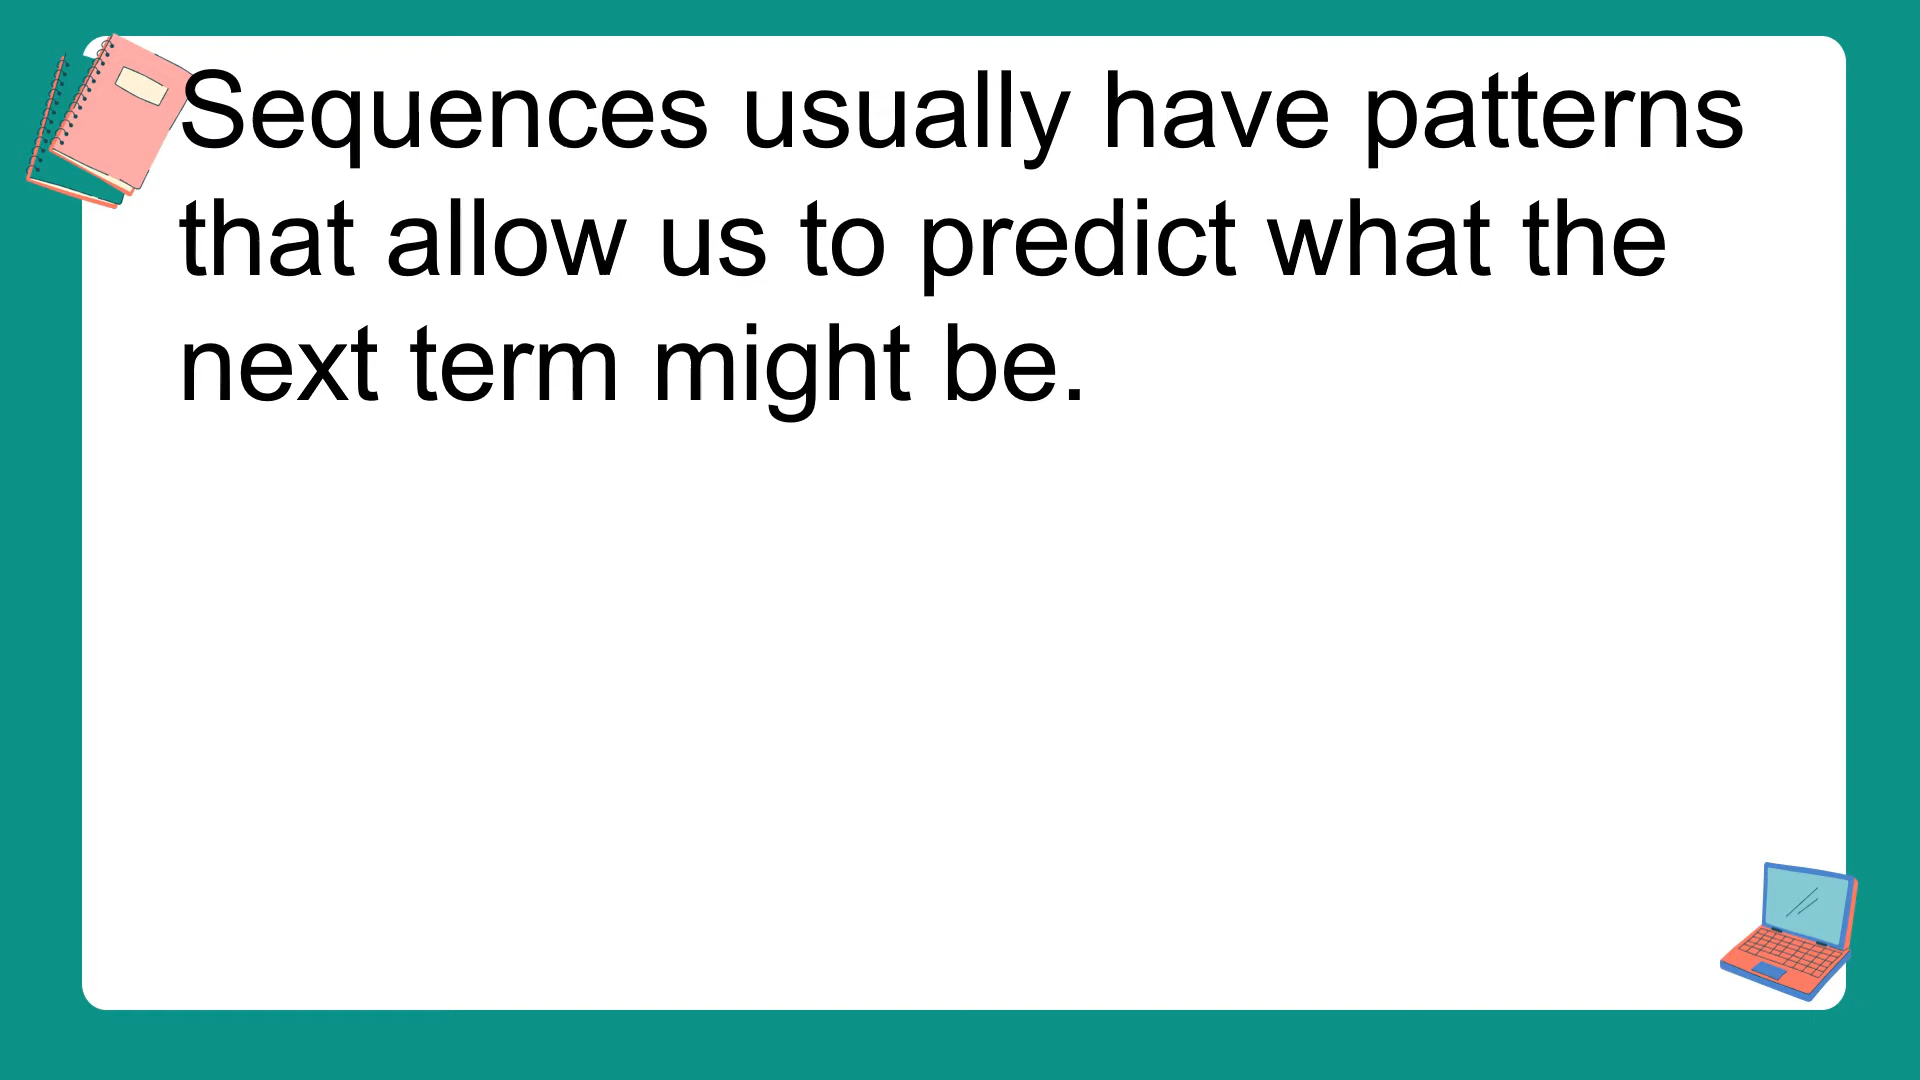 Sequences usually have patterns
that allow us to predict what the
next term might be.